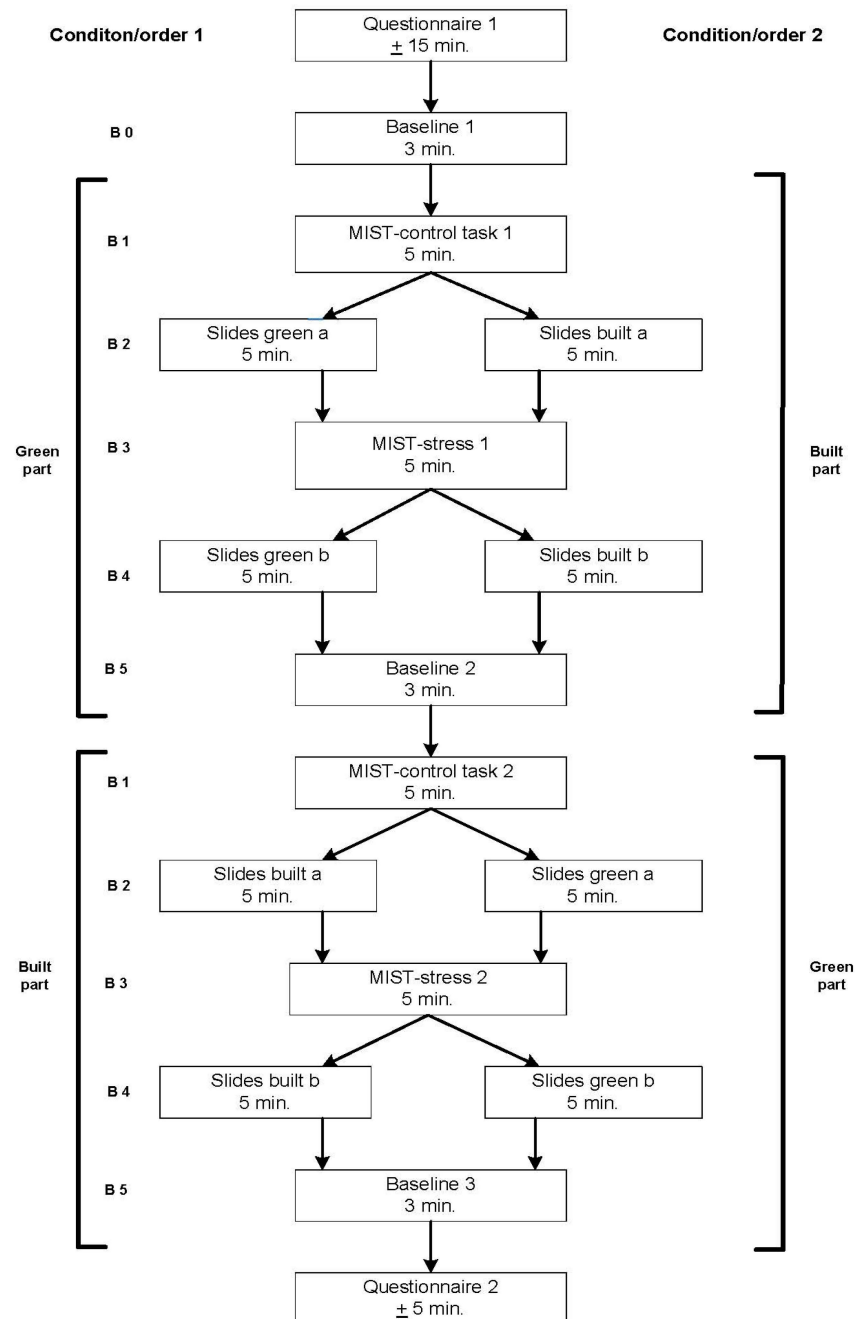 Conditon/order 1
Questionnaire 1
± 15 min.
Condition/order 2
B 0
Baseline 1
3 min.
B 1
MIST-control task 1
5 min.
B 2
Slides green a
5 min.
Slides built a
5 min.
Green
part
B 3
MIST-stress 1
5 min.
Built
part
B 4
Slides green b
5 min.
Slides built b
5 min.
B 5
Baseline 2
3 min.
B 1
MIST-control task 2
5 min.
B 2
Slides built a
5 min.
Slides green a
5 min.
Built
part
B 3
MIST-stress 2
5 min.
Green
part
B 4
Slides built b
5 min.
Slides green b
5 min.
B 5
Baseline 3
3 min.
Questionnaire 2
± 5 min.